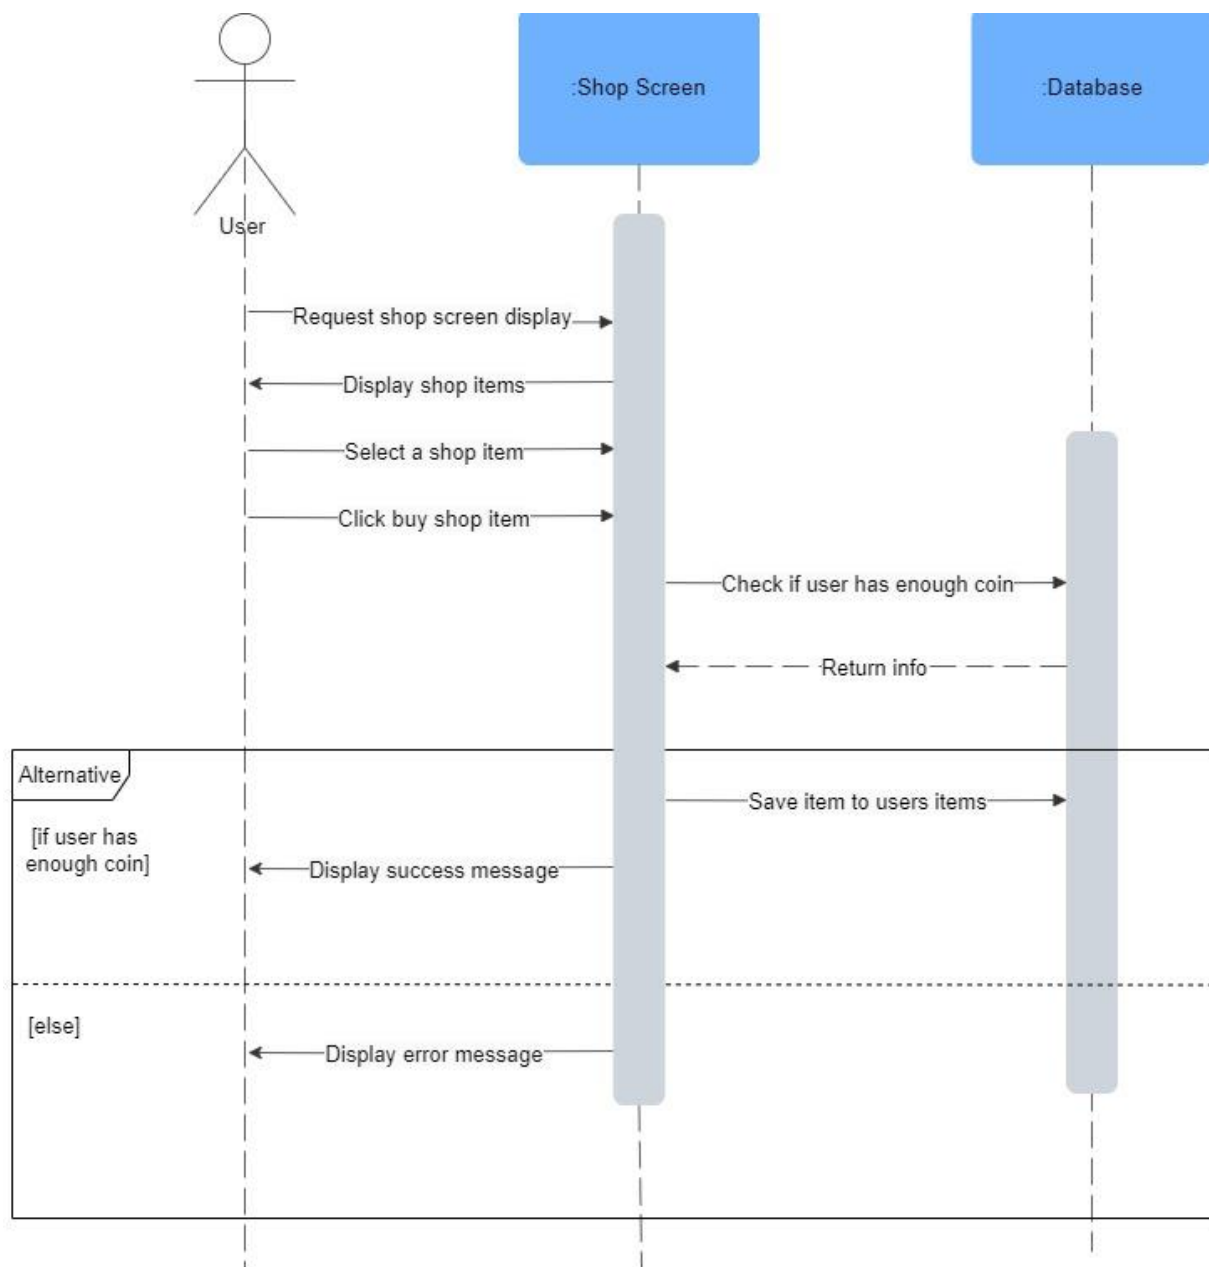 :Shop Screen
:Database
User
Request shop screen display
Display shop items
Select a shop item
Click buy shop item
Check if user has enough coin
Return info
Alternative
Save item to users items
[if user has
enough coin]
Display success message
[else]
Display error message